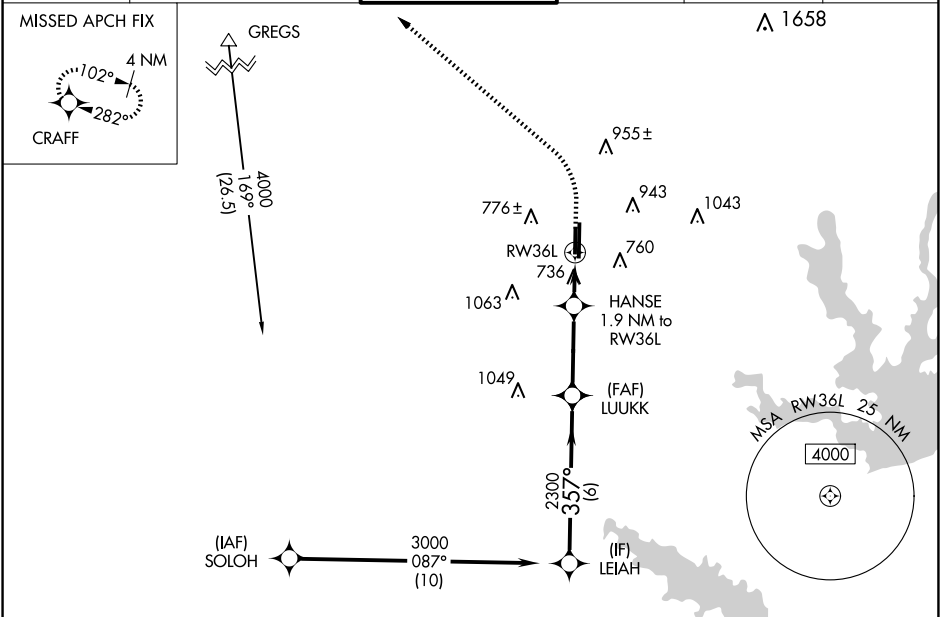 MISSED APCH FIX
4 NM
102°
282°
CRAFF
GREGS
4000
169°
(26.5)
1658
955±
943
1043
776±
760
RW36L
736
1063
HANSE
1.9 NM to
RW36L
1049
(FAF)
LUUKK
2300
357°
(6)
(IAF)
SOLOH
3000
087°
(10)
(IF)
LEIAH
MSA RW36L 25 NM
4000